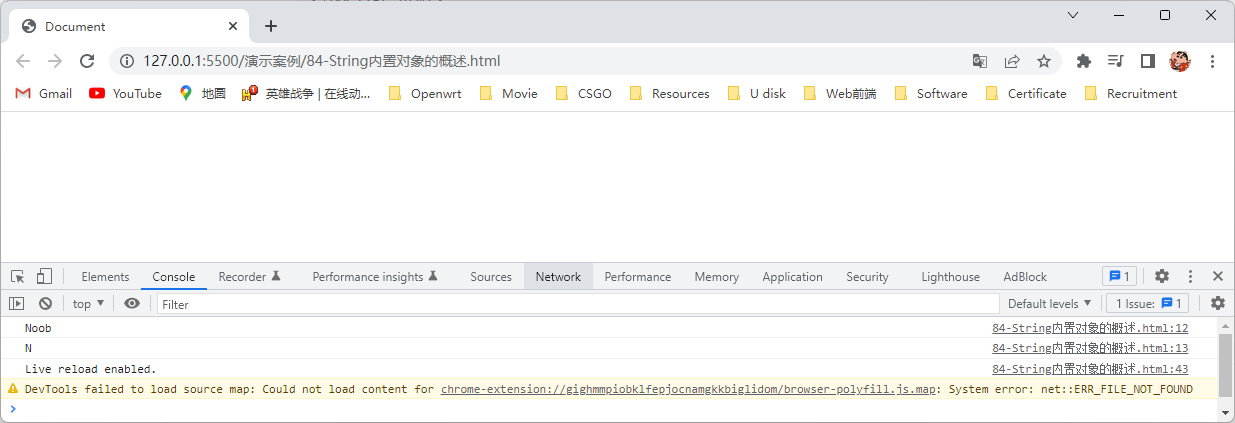 Document
127.0.0.1:5500/演示案例/84-String内置对象的概述.html
Gmail YouTube 地图 英雄战争 | 在线动... Openwrt Movie CSGO Resources U disk Web前端 Software Certificate Recruitment
Elements Console Recorder Performance insights Sources Network Performance Memory Application Security Lighthouse AdBlock 1
top Filter Default levels 1 Issue: 1
Noob 84-String内置对象的概述.html:12
N 84-String内置对象的概述.html:13
Live reload enabled. 84-String内置对象的概述.html:43
DevTools failed to load source map: Could not load content for chrome-extension://gighmmpiobklfepjocnamgkkbiglidom/browser-polyfill.js.map: System error: net::ERR_FILE_NOT_FOUND